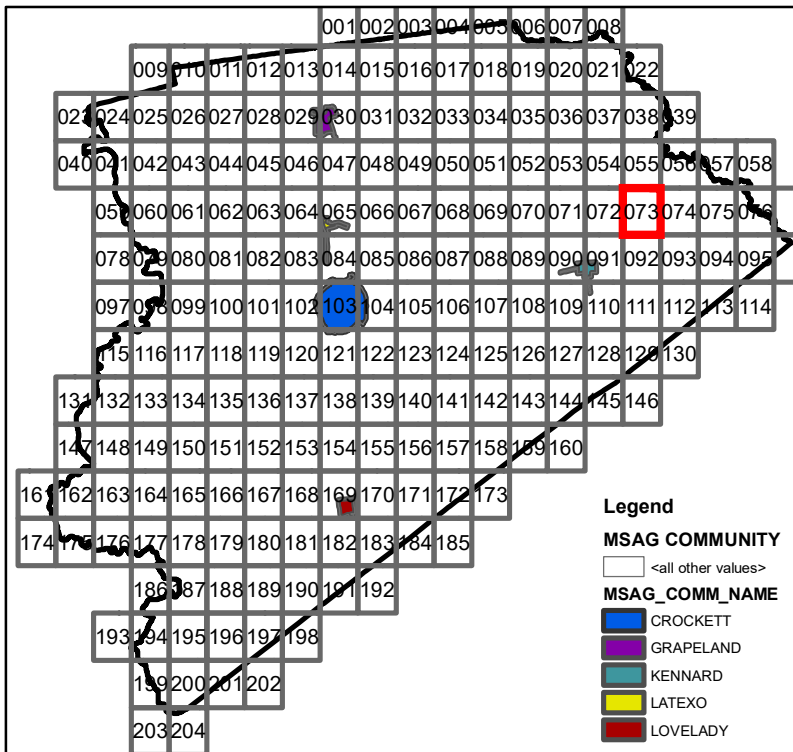 001 002 003 004 005 006 007 008
009 010 011 012 013 014 015 016 017 018 019 020 021 022
023 024 025 026 027 028 029 030 031 032 033 034 035 036 037 038 039
040 041 042 043 044 045 046 047 048 049 050 051 052 053 054 055 056 057 058
059 060 061 062 063 064 065 066 067 068 069 070 071 072 073 074 075 076
078 079 080 081 082 083 084 085 086 087 088 089 090 091 092 093 094 095
097 098 099 100 101 102 103 104 105 106 107 108 109 110 111 112 113 114
115 116 117 118 119 120 121 122 123 124 125 126 127 128 129 130
131 132 133 134 135 136 137 138 139 140 141 142 143 144 145 146
147 148 149 150 151 152 153 154 155 156 157 158 159 160
161 162 163 164 165 166 167 168 169 170 171 172 173
174 175 176 177 178 179 180 181 182 183 184 185
186 187 188 189 190 191 192
193 194 195 196 197 198
199 200 201 202
203 204
Legend
MSAG COMMUNITY
<all other values>
MSAG_COMM_NAME
CROCKETT
GRAPELAND
KENNARD
LATEXO
LOVELADY